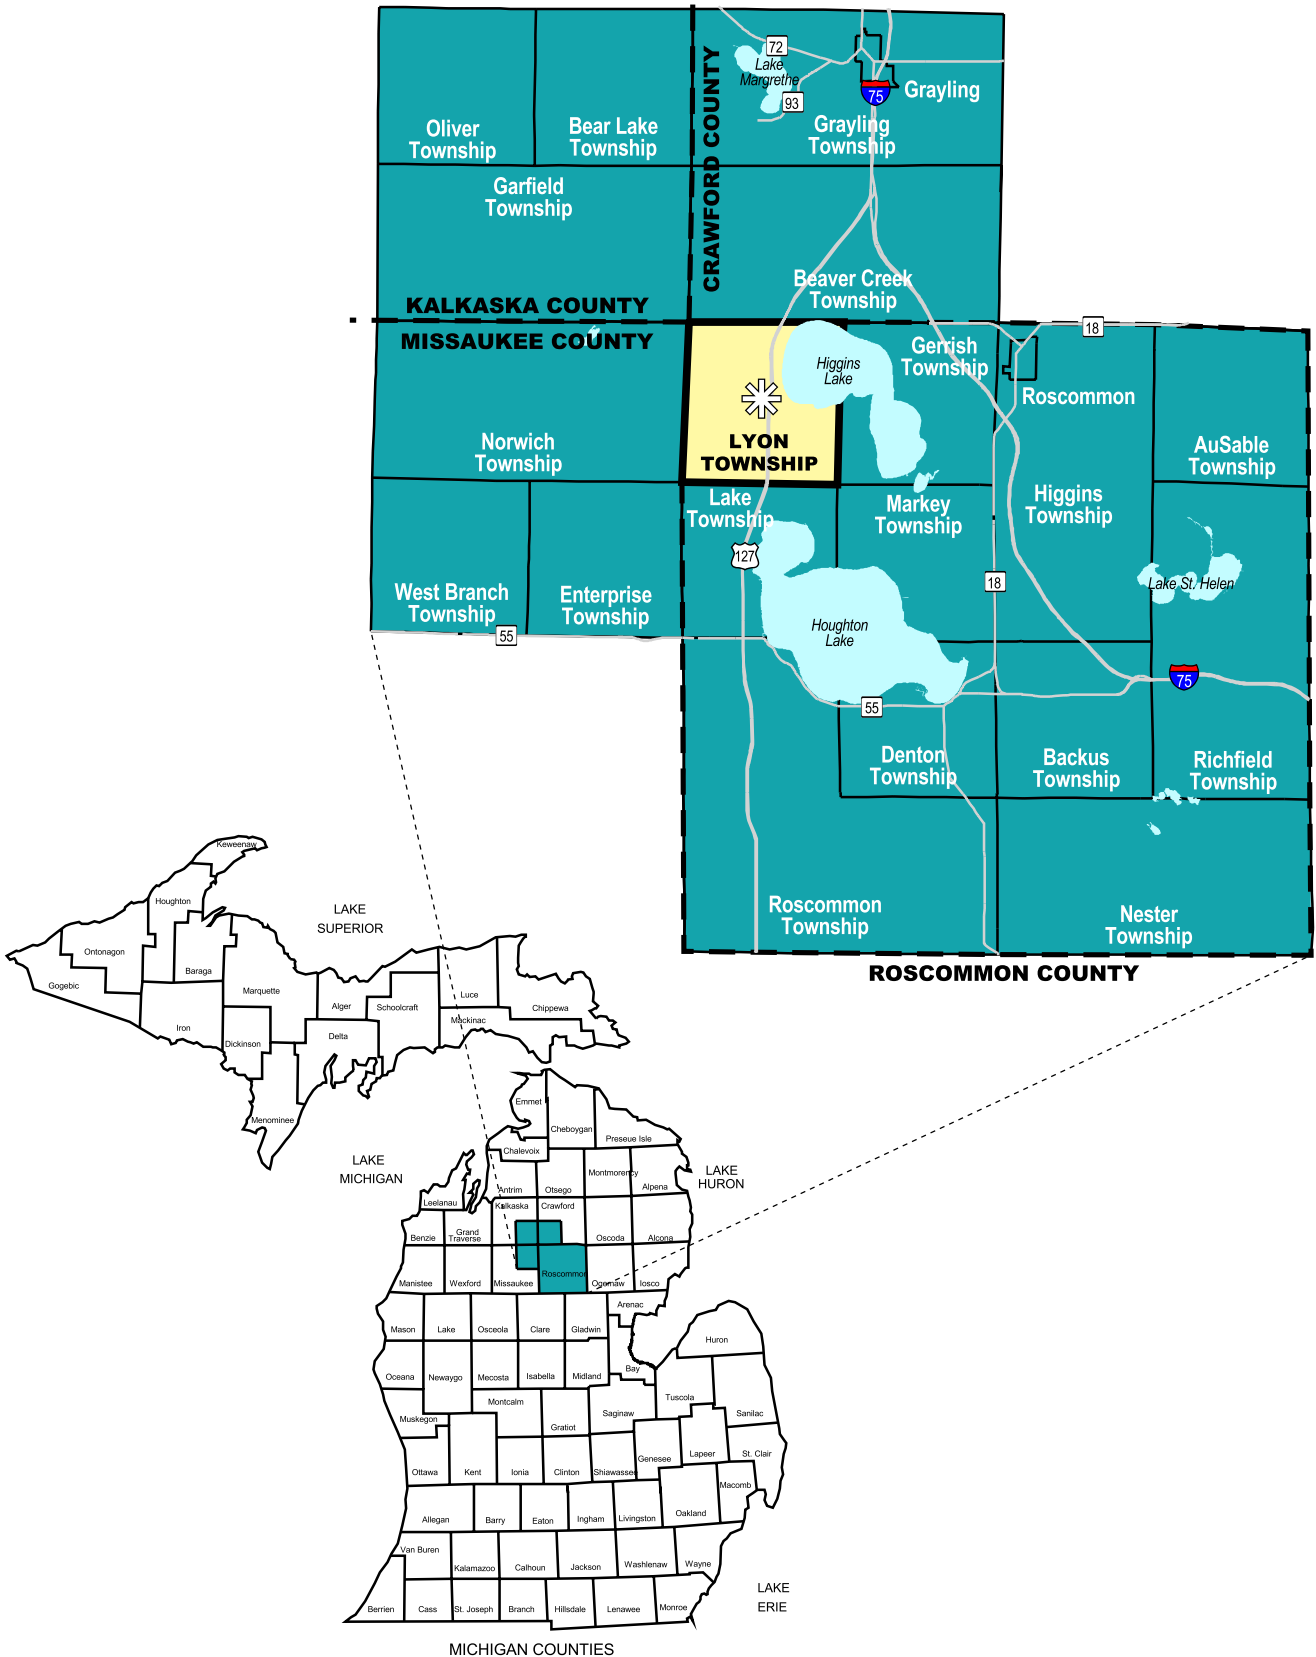 72
Lake
Margrethe
93
75
Grayling
Grayling
Township
CRAWFORD COUNTY
Oliver
Township
Bear Lake
Township
Garfield
Township
Beaver Creek
Township
KALKASKA COUNTY
MISSAUKEE COUNTY
18
Gerrish
Township
Higgins
Lake
Roscommon
LYON
TOWNSHIP
Norwich
Township
AuSable
Township
Lake
Township
Markey
Township
Higgins
Township
127
18
Lake St. Helen
West Branch
Township
Enterprise
Township
55
Houghton
Lake
75
55
Denton
Township
Backus
Township
Richfield
Township
Roscommon
Township
Nester
Township
ROSCOMMON COUNTY
Keweenaw
Houghton
LAKE
SUPERIOR
Ontonagon
Baraga
Gogebic
Marquette
Luce
Alger
Schoolcraft
Chippewa
Mackinac
Iron
Delta
Dickinson
Menominee
Emmet
Cheboygan
Preseue Isle
Chalevoix
LAKE
MICHIGAN
LAKE
HURON
Montmorency
Antrim
Otsego
Alpena
Leelanau
Kalkaska
Crawford
Benzie
Grand
Traverse
Oscoda
Alcona
Manistee
Wexford
Missaukee
Roscommon
Ogemaw
Iosco
Arenac
Mason
Lake
Osceola
Clare
Gladwin
Huron
Oceana
Newaygo
Mecosta
Isabella
Midland
Bay
Tuscola
Sanilac
Muskegon
Montcalm
Gratiot
Saginaw
Ottawa
Kent
Ionia
Clinton
Shiawassee
Genesee
Lapeer
St. Clair
Macomb
Allegan
Barry
Eaton
Ingham
Livingston
Oakland
Van Buren
Kalamazoo
Calhoun
Jackson
Washlenaw
Wayne
Berrien
Cass
St. Joseph
Branch
Hillsdale
Lenawee
Monroe
LAKE
ERIE
MICHIGAN COUNTIES